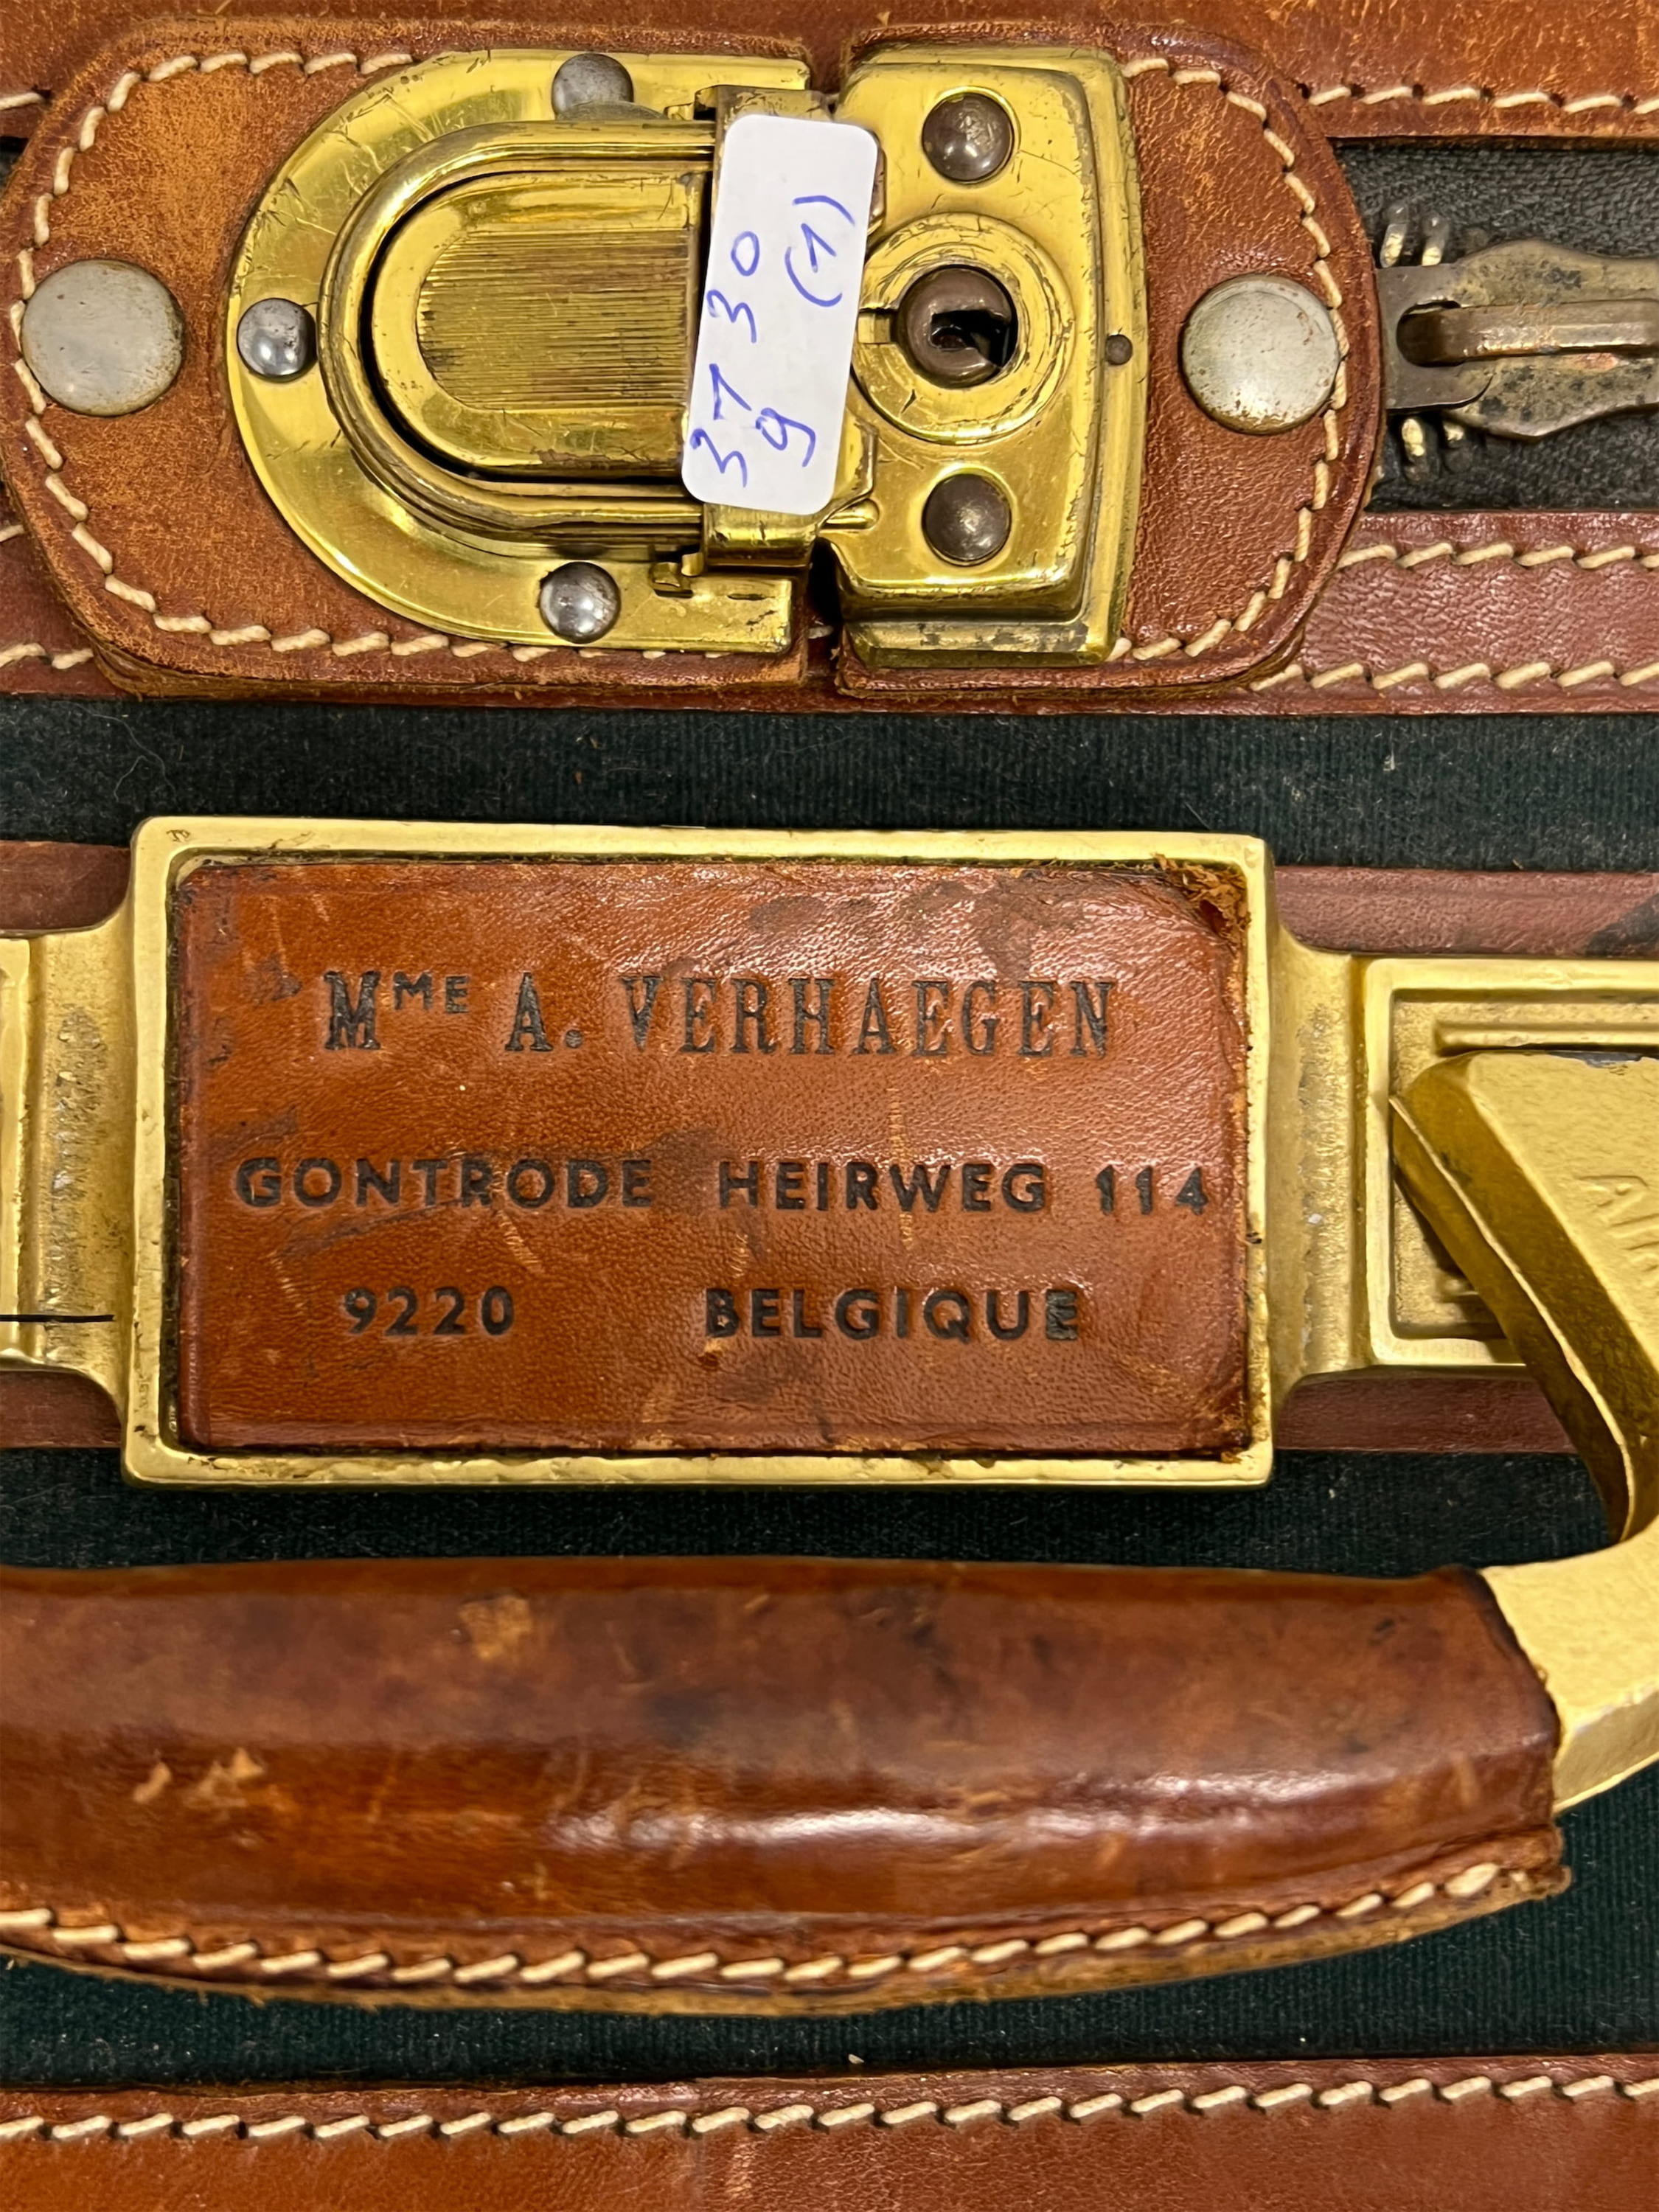 3730
9 (1)
MME A. VERHAEGEN
GONTRODE HEIRWEG 114
9220 BELGIQUE